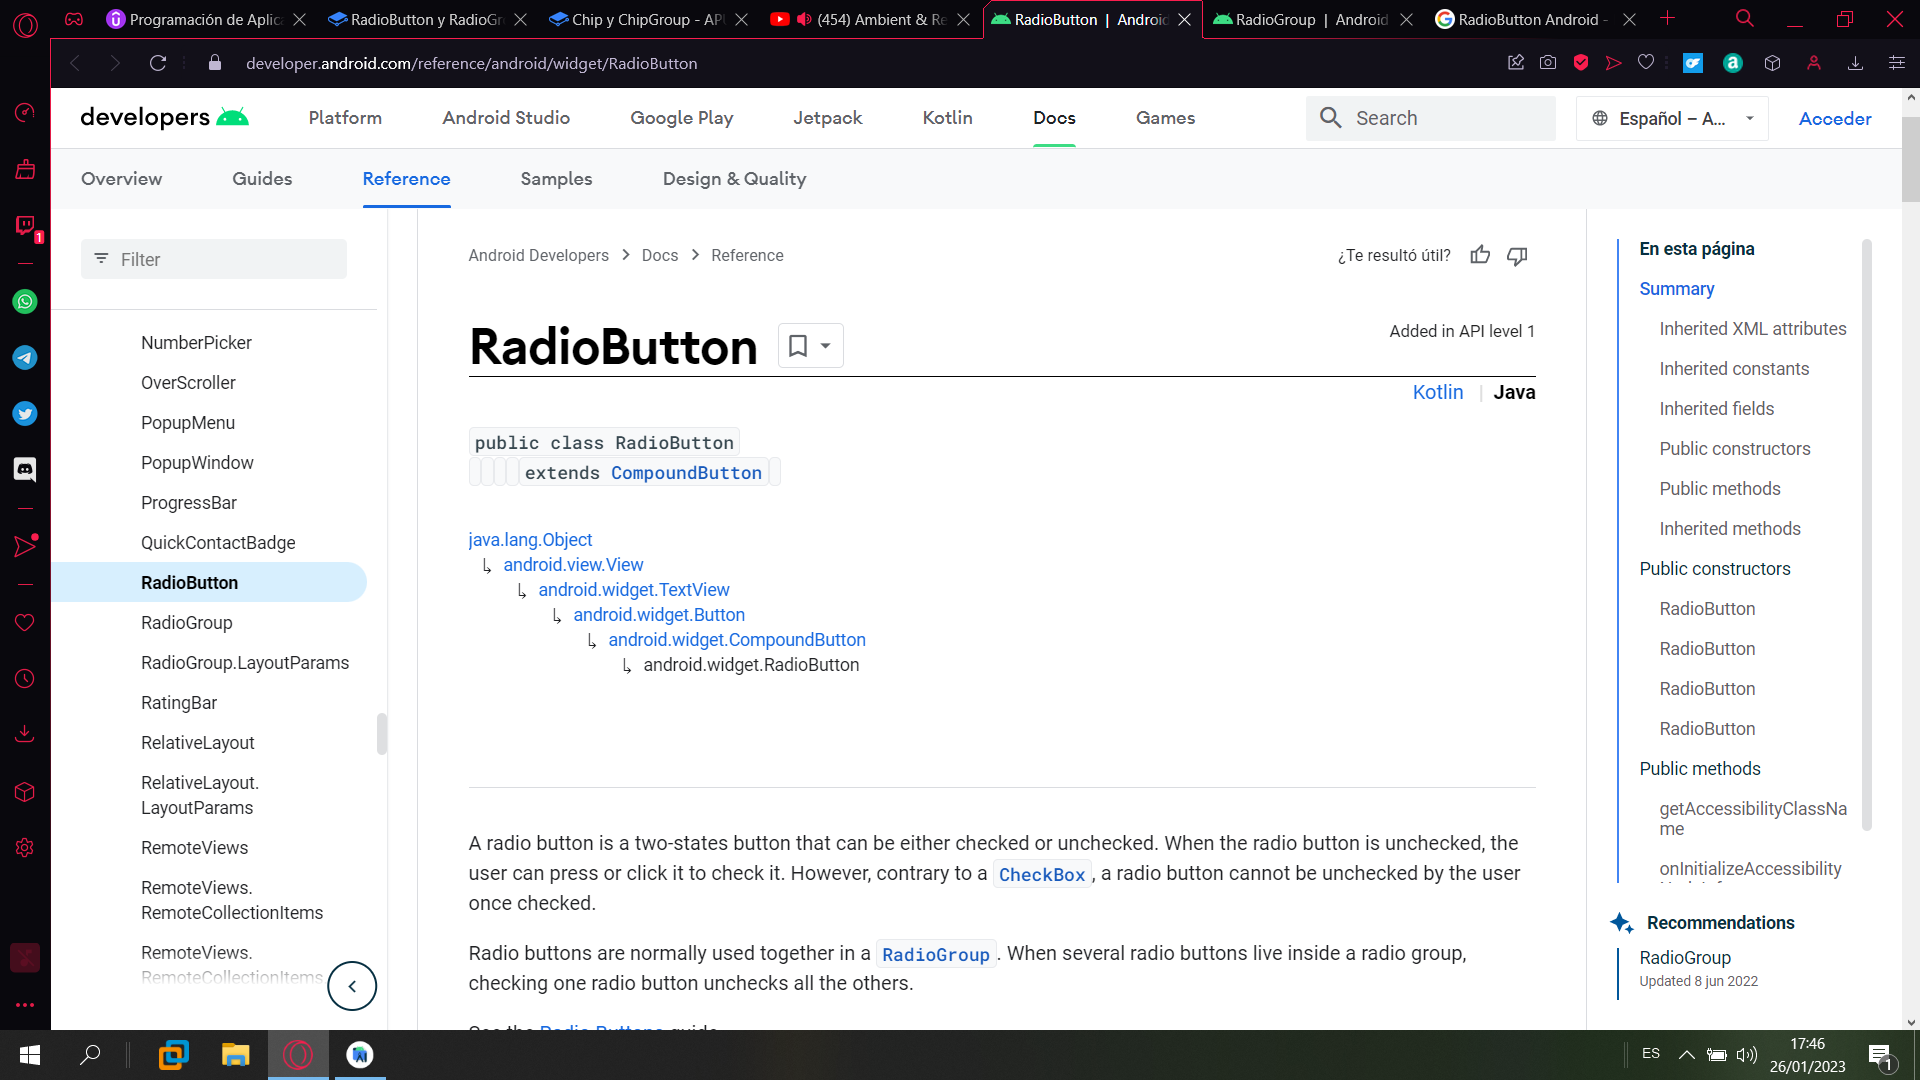 Programación de Aplica
RadioButton y RadioGr
Chip y ChipGroup - API
(454) Ambient & Re
RadioButton | Android
RadioGroup | Android
RadioButton Android -
developer.android.com/reference/android/widget/RadioButton
developers
Platform
Android Studio
Google Play
Jetpack
Kotlin
Docs
Games
Search
Español – A...
Acceder
Overview
Guides
Reference
Samples
Design & Quality
Filter
NumberPicker
OverScroller
PopupMenu
PopupWindow
ProgressBar
QuickContactBadge
RadioButton
RadioGroup
RadioGroup.LayoutParams
RatingBar
RelativeLayout
RelativeLayout.
LayoutParams
RemoteViews
RemoteViews.
RemoteCollectionItems
RemoteViews.
RemoteCollectionItems
Android Developers > Docs > Reference
¿Te resultó útil?
RadioButton
Added in API level 1
Kotlin | Java
public class RadioButton
extends CompoundButton
java.lang.Object
↳ android.view.View
↳ android.widget.TextView
↳ android.widget.Button
↳ android.widget.CompoundButton
↳ android.widget.RadioButton
A radio button is a two-states button that can be either checked or unchecked. When the radio button is unchecked, the
user can press or click it to check it. However, contrary to a CheckBox, a radio button cannot be unchecked by the user
once checked.
Radio buttons are normally used together in a RadioGroup. When several radio buttons live inside a radio group,
checking one radio button unchecks all the others.
See the Radio Buttons guide
En esta página
Summary
Inherited XML attributes
Inherited constants
Inherited fields
Public constructors
Public methods
Inherited methods
Public constructors
RadioButton
RadioButton
RadioButton
RadioButton
Public methods
getAccessibilityClassNa
me
onInitializeAccessibility
Recommendations
RadioGroup
Updated 8 jun 2022
1
ES
17:46
26/01/2023
1